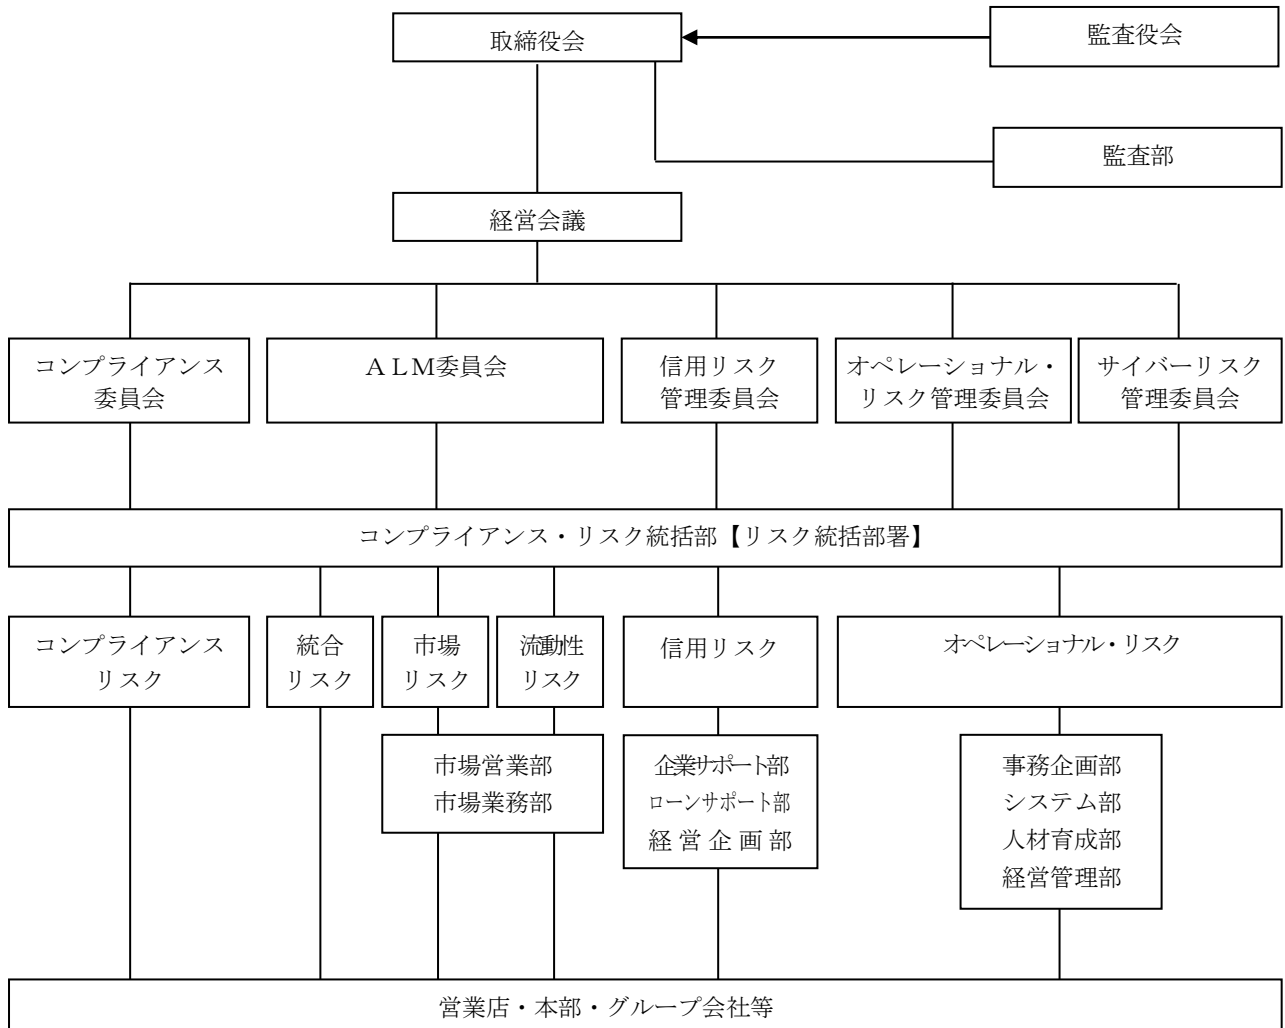 取締役会
監査役会
監査部
経営会議
コンプライアンス
委員会
ＡＬＭ委員会
信用リスク
管理委員会
オペレーショナル・
リスク管理委員会
サイバーリスク
管理委員会
コンプライアンス・リスク統括部【リスク統括部署】
コンプライアンス
リスク
統合
リスク
市場
リスク
流動性
リスク
信用リスク
オペレーショナル・リスク
市場営業部
市場業務部
企業サポート部
ローンサポート部
経営企画部
事務企画部
システム部
人材育成部
経営管理部
営業店・本部・グループ会社等